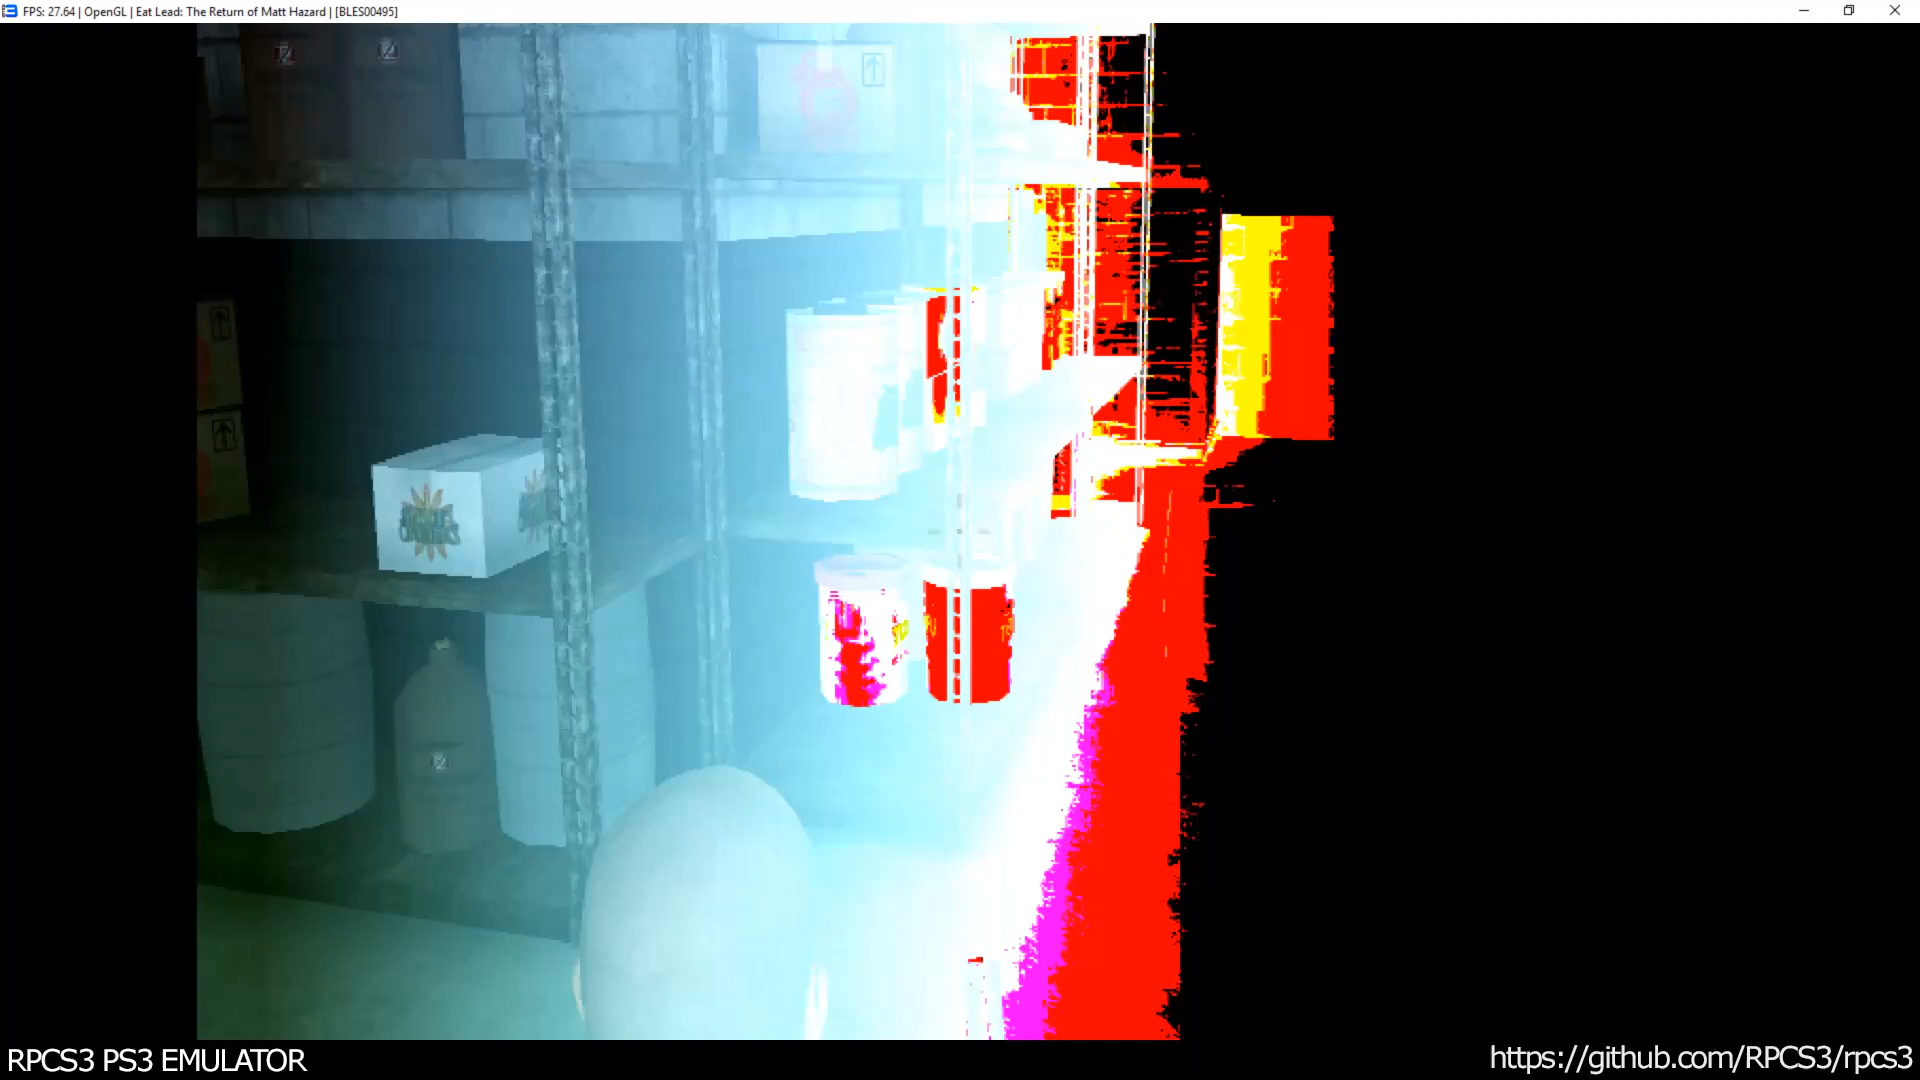 FPS: 27.64 | OpenGL | Eat Lead: The Return of Matt Hazard | [BLES00495]
RPCS3 PS3 EMULATOR
https://github.com/RPCS3/rpcs3